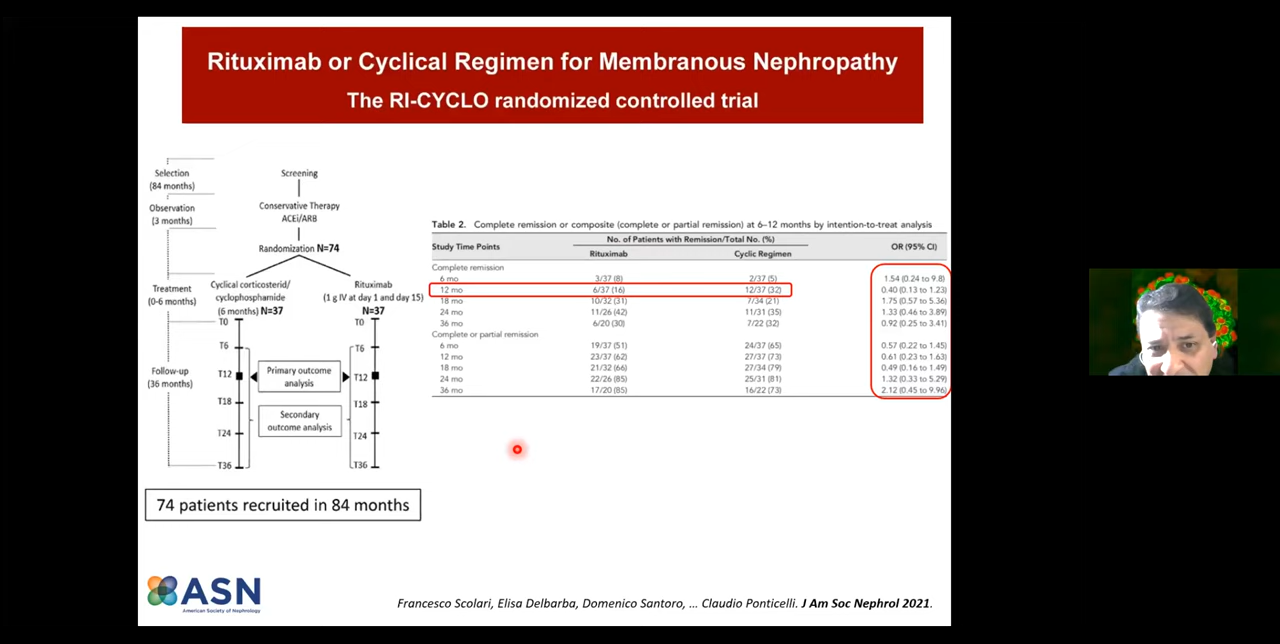 Rituximab or Cyclical Regimen for Membranous Nephropathy
The RI-CYCLO randomized controlled trial
Selection
(84 months)
Observation
(3 months)
Treatment
(0-6 months)
Follow-up
(36 months)
Screening
Conservative Therapy
ACEi/ARB
Randomization N=74
Cyclical corticosterid/
cyclophosphamide
(6 months) N=37
Rituximab
(1 g IV at day 1 and day 15)
N=37
T0
T6
T12
T18
T24
T36
Primary outcome
analysis
Secondary
outcome analysis
T0
T6
T12
T18
T24
T36
74 patients recruited in 84 months
Table 2. Complete remission or composite (complete or partial remission) at 6–12 months by intention-to-treat analysis
Study Time Points No. of Patients with Remission/Total No. (%) OR (95% CI)
Rituximab Cyclic Regimen
Complete remission
6 mo 3/37 (8) 2/37 (5) 1.54 (0.24 to 9.8)
12 mo 6/37 (16) 12/37 (32) 0.40 (0.13 to 1.23)
18 mo 10/32 (31) 7/34 (21) 1.75 (0.57 to 5.36)
24 mo 11/26 (42) 11/31 (35) 1.33 (0.46 to 3.89)
36 mo 6/20 (30) 7/22 (32) 0.92 (0.25 to 3.41)
Complete or partial remission
6 mo 19/37 (51) 24/37 (65) 0.57 (0.22 to 1.45)
12 mo 23/37 (62) 27/37 (73) 0.61 (0.23 to 1.63)
18 mo 21/32 (66) 27/34 (79) 0.49 (0.16 to 1.49)
24 mo 22/26 (85) 25/31 (81) 1.32 (0.33 to 5.29)
36 mo 17/20 (85) 16/22 (73) 2.12 (0.45 to 9.96)
ASN
American Society of Nephrology
Francesco Scolari, Elisa Delbarba, Domenico Santoro, ... Claudio Ponticelli. J Am Soc Nephrol 2021.